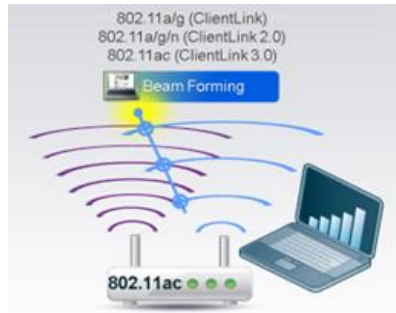 802.11a/g (ClientLink)
802.11a/g/n (ClientLink 2.0)
802.11ac (ClientLink 3.0)
Beam Forming
802.11ac